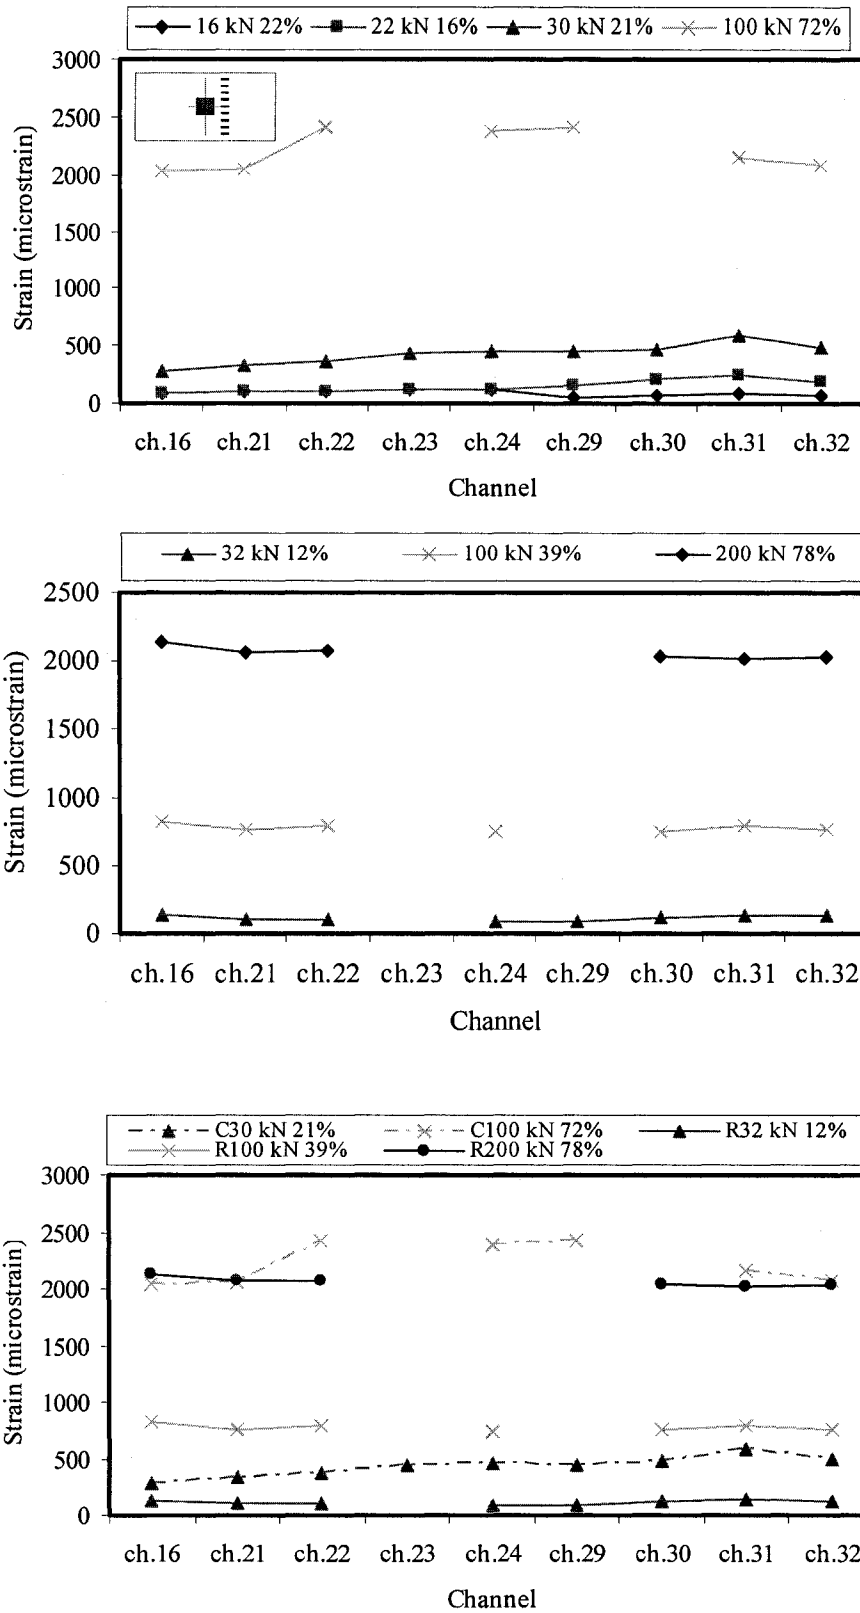 16 kN 22% 22 kN 16% 30 kN 21% 100 kN 72%
3000
2500
2000
1500
1000
500
0
Strain (microstrain)
ch.16 ch.21 ch.22 ch.23 ch.24 ch.29 ch.30 ch.31 ch.32
Channel
32 kN 12% 100 kN 39% 200 kN 78%
2500
2000
1500
1000
500
0
Strain (microstrain)
ch.16 ch.21 ch.22 ch.23 ch.24 ch.29 ch.30 ch.31 ch.32
Channel
C30 kN 21% C100 kN 72% R32 kN 12%
R100 kN 39% R200 kN 78%
3000
2500
2000
1500
1000
500
0
Strain (microstrain)
ch.16 ch.21 ch.22 ch.23 ch.24 ch.29 ch.30 ch.31 ch.32
Channel